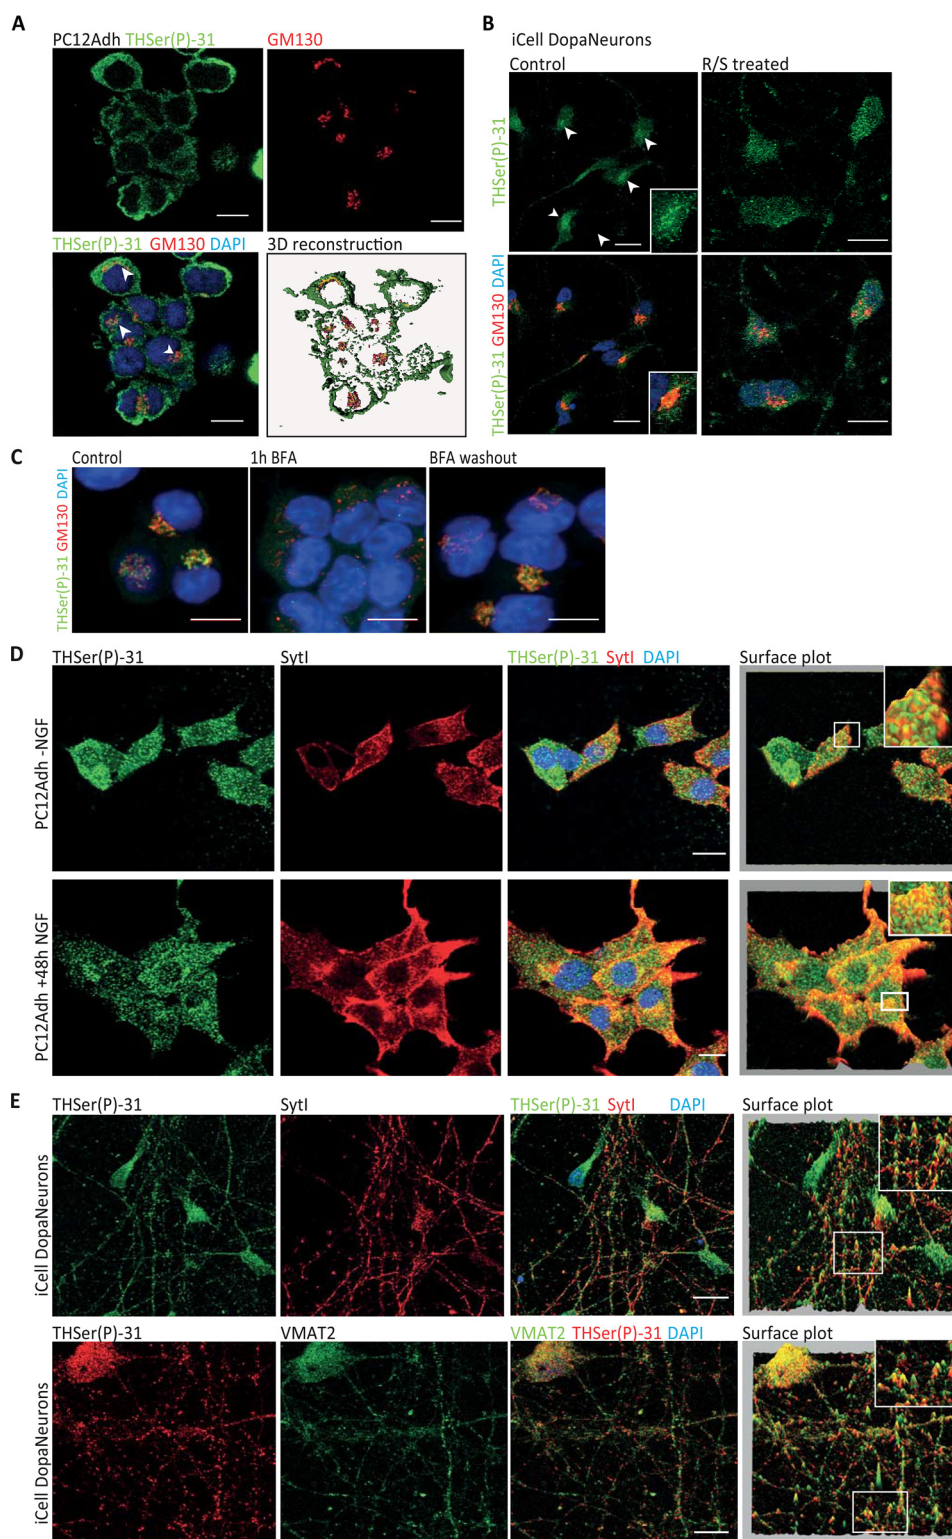 A
PC12Adh THSer(P)-31
GM130
THSer(P)-31 GM130 DAPI
3D reconstruction
B
iCell DopaNeurons
Control
R/S treated
THSer(P)-31
THSer(P)-31 GM130 DAPI
C
Control
1h BFA
BFA washout
THSer(P)-31 GM130 DAPI
D
THSer(P)-31
SytI
THSer(P)-31 SytI DAPI
Surface plot
PC12Adh -NGF
PC12Adh +48h NGF
E
THSer(P)-31
SytI
THSer(P)-31 SytI DAPI
Surface plot
iCell DopaNeurons
THSer(P)-31
VMAT2
VMAT2 THSer(P)-31 DAPI
Surface plot
iCell DopaNeurons